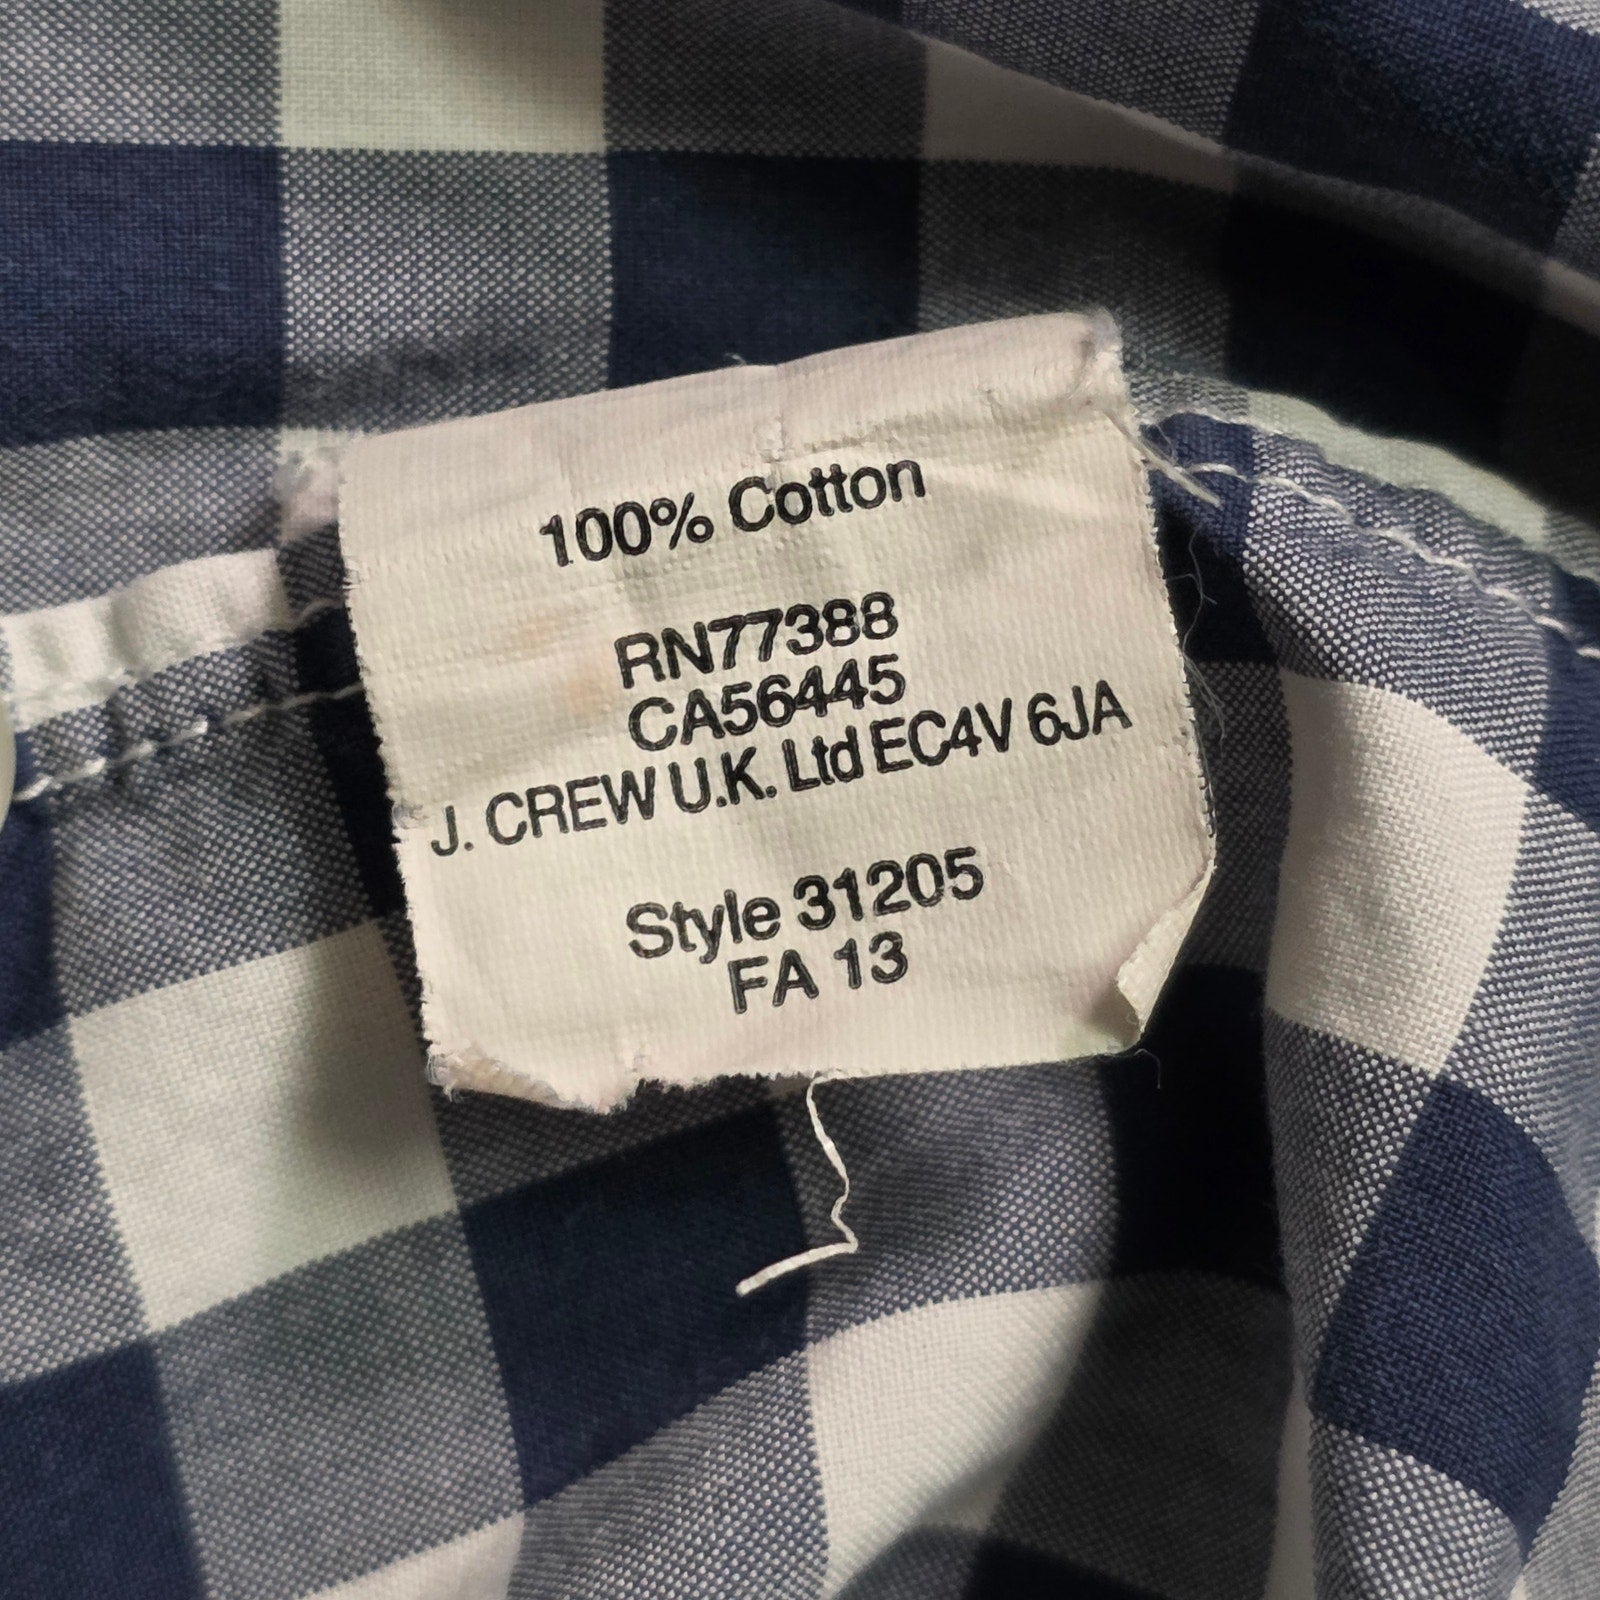 100% Cotton
RN77388
CA56445
J. CREW U.K. Ltd EC4V 6JA
Style 31205
FA 13